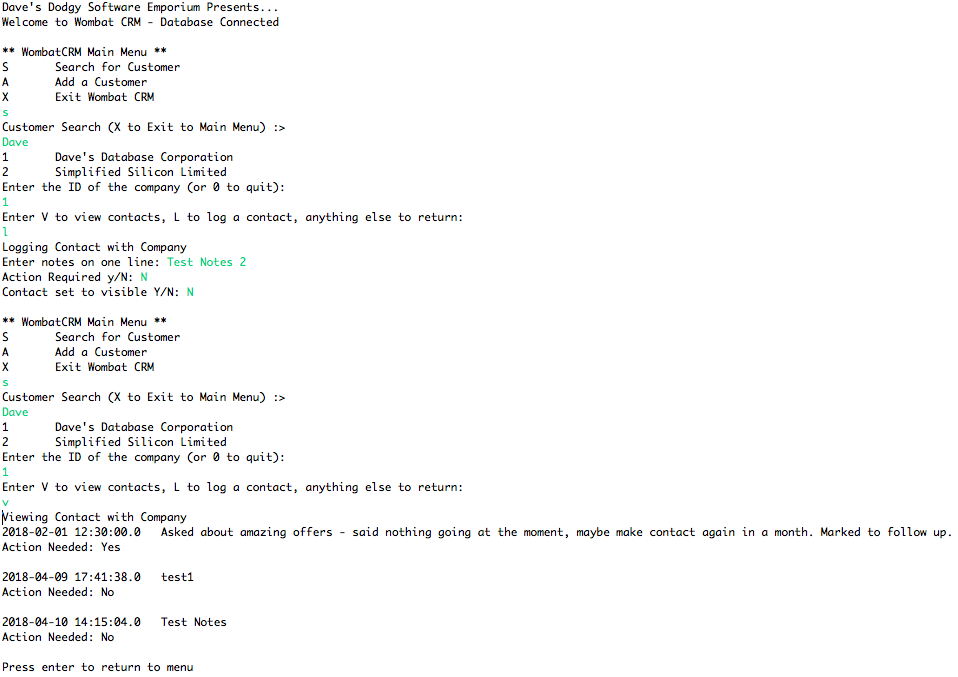 Dave's Dodgy Software Emporium Presents...
Welcome to Wombat CRM - Database Connected
** WombatCRM Main Menu **
S Search for Customer
A Add a Customer
X Exit Wombat CRM
s
Customer Search (X to Exit to Main Menu) :>
Dave
1 Dave's Database Corporation
2 Simplified Silicon Limited
Enter the ID of the company (or 0 to quit):
1
Enter V to view contacts, L to log a contact, anything else to return:
l
Logging Contact with Company
Enter notes on one line: Test Notes 2
Action Required y/N: N
Contact set to visible Y/N: N
** WombatCRM Main Menu **
S Search for Customer
A Add a Customer
X Exit Wombat CRM
s
Customer Search (X to Exit to Main Menu) :>
Dave
1 Dave's Database Corporation
2 Simplified Silicon Limited
Enter the ID of the company (or 0 to quit):
1
Enter V to view contacts, L to log a contact, anything else to return:
v
Viewing Contact with Company
2018-02-01 12:30:00.0 Asked about amazing offers - said nothing going at the moment, maybe make contact again in a month. Marked to follow up.
Action Needed: Yes
2018-04-09 17:41:38.0 test1
Action Needed: No
2018-04-10 14:15:04.0 Test Notes
Action Needed: No
Press enter to return to menu